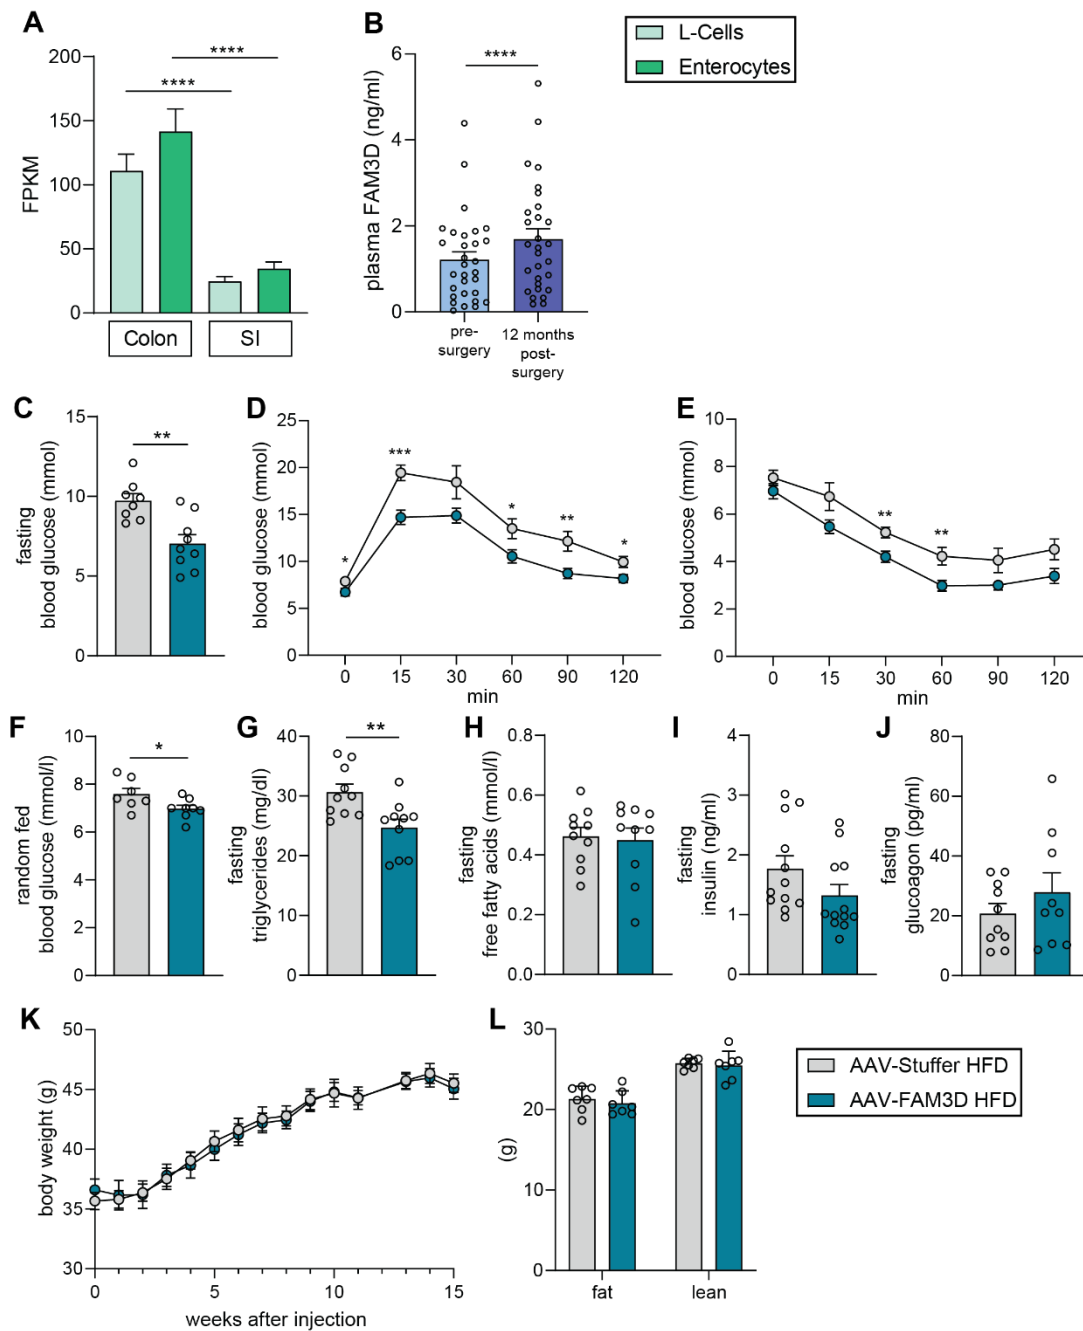 A
200
150
100
50
0
FPKM
****
****
Colon
SI
B
6
4
2
0
plasma FAM3D (ng/ml)
****
pre-
surgery
12 months
post-
surgery
L-Cells
Enterocytes
C
15
10
5
0
fasting
blood glucose (mmol)
**
D
25
20
15
10
5
0
blood glucose (mmol)
*
***
*
**
*
0 15 30 60 90 120
min
E
10
8
6
4
2
0
blood glucose (mmol)
**
**
0 15 30 60 90 120
min
F
10
8
6
4
2
0
random fed
blood glucose (mmol/l)
*
G
40
30
20
10
0
fasting
triglycerides (mg/dl)
**
H
0.8
0.6
0.4
0.2
0.0
fasting
free fatty acids (mmol/l)
I
4
3
2
1
0
fasting
insulin (ng/ml)
J
80
60
40
20
0
fasting
glucoagon (pg/ml)
K
50
45
40
35
30
body weight (g)
0 5 10 15
weeks after injection
L
30
20
10
0
(g)
fat
lean
AAV-Stuffer HFD
AAV-FAM3D HFD